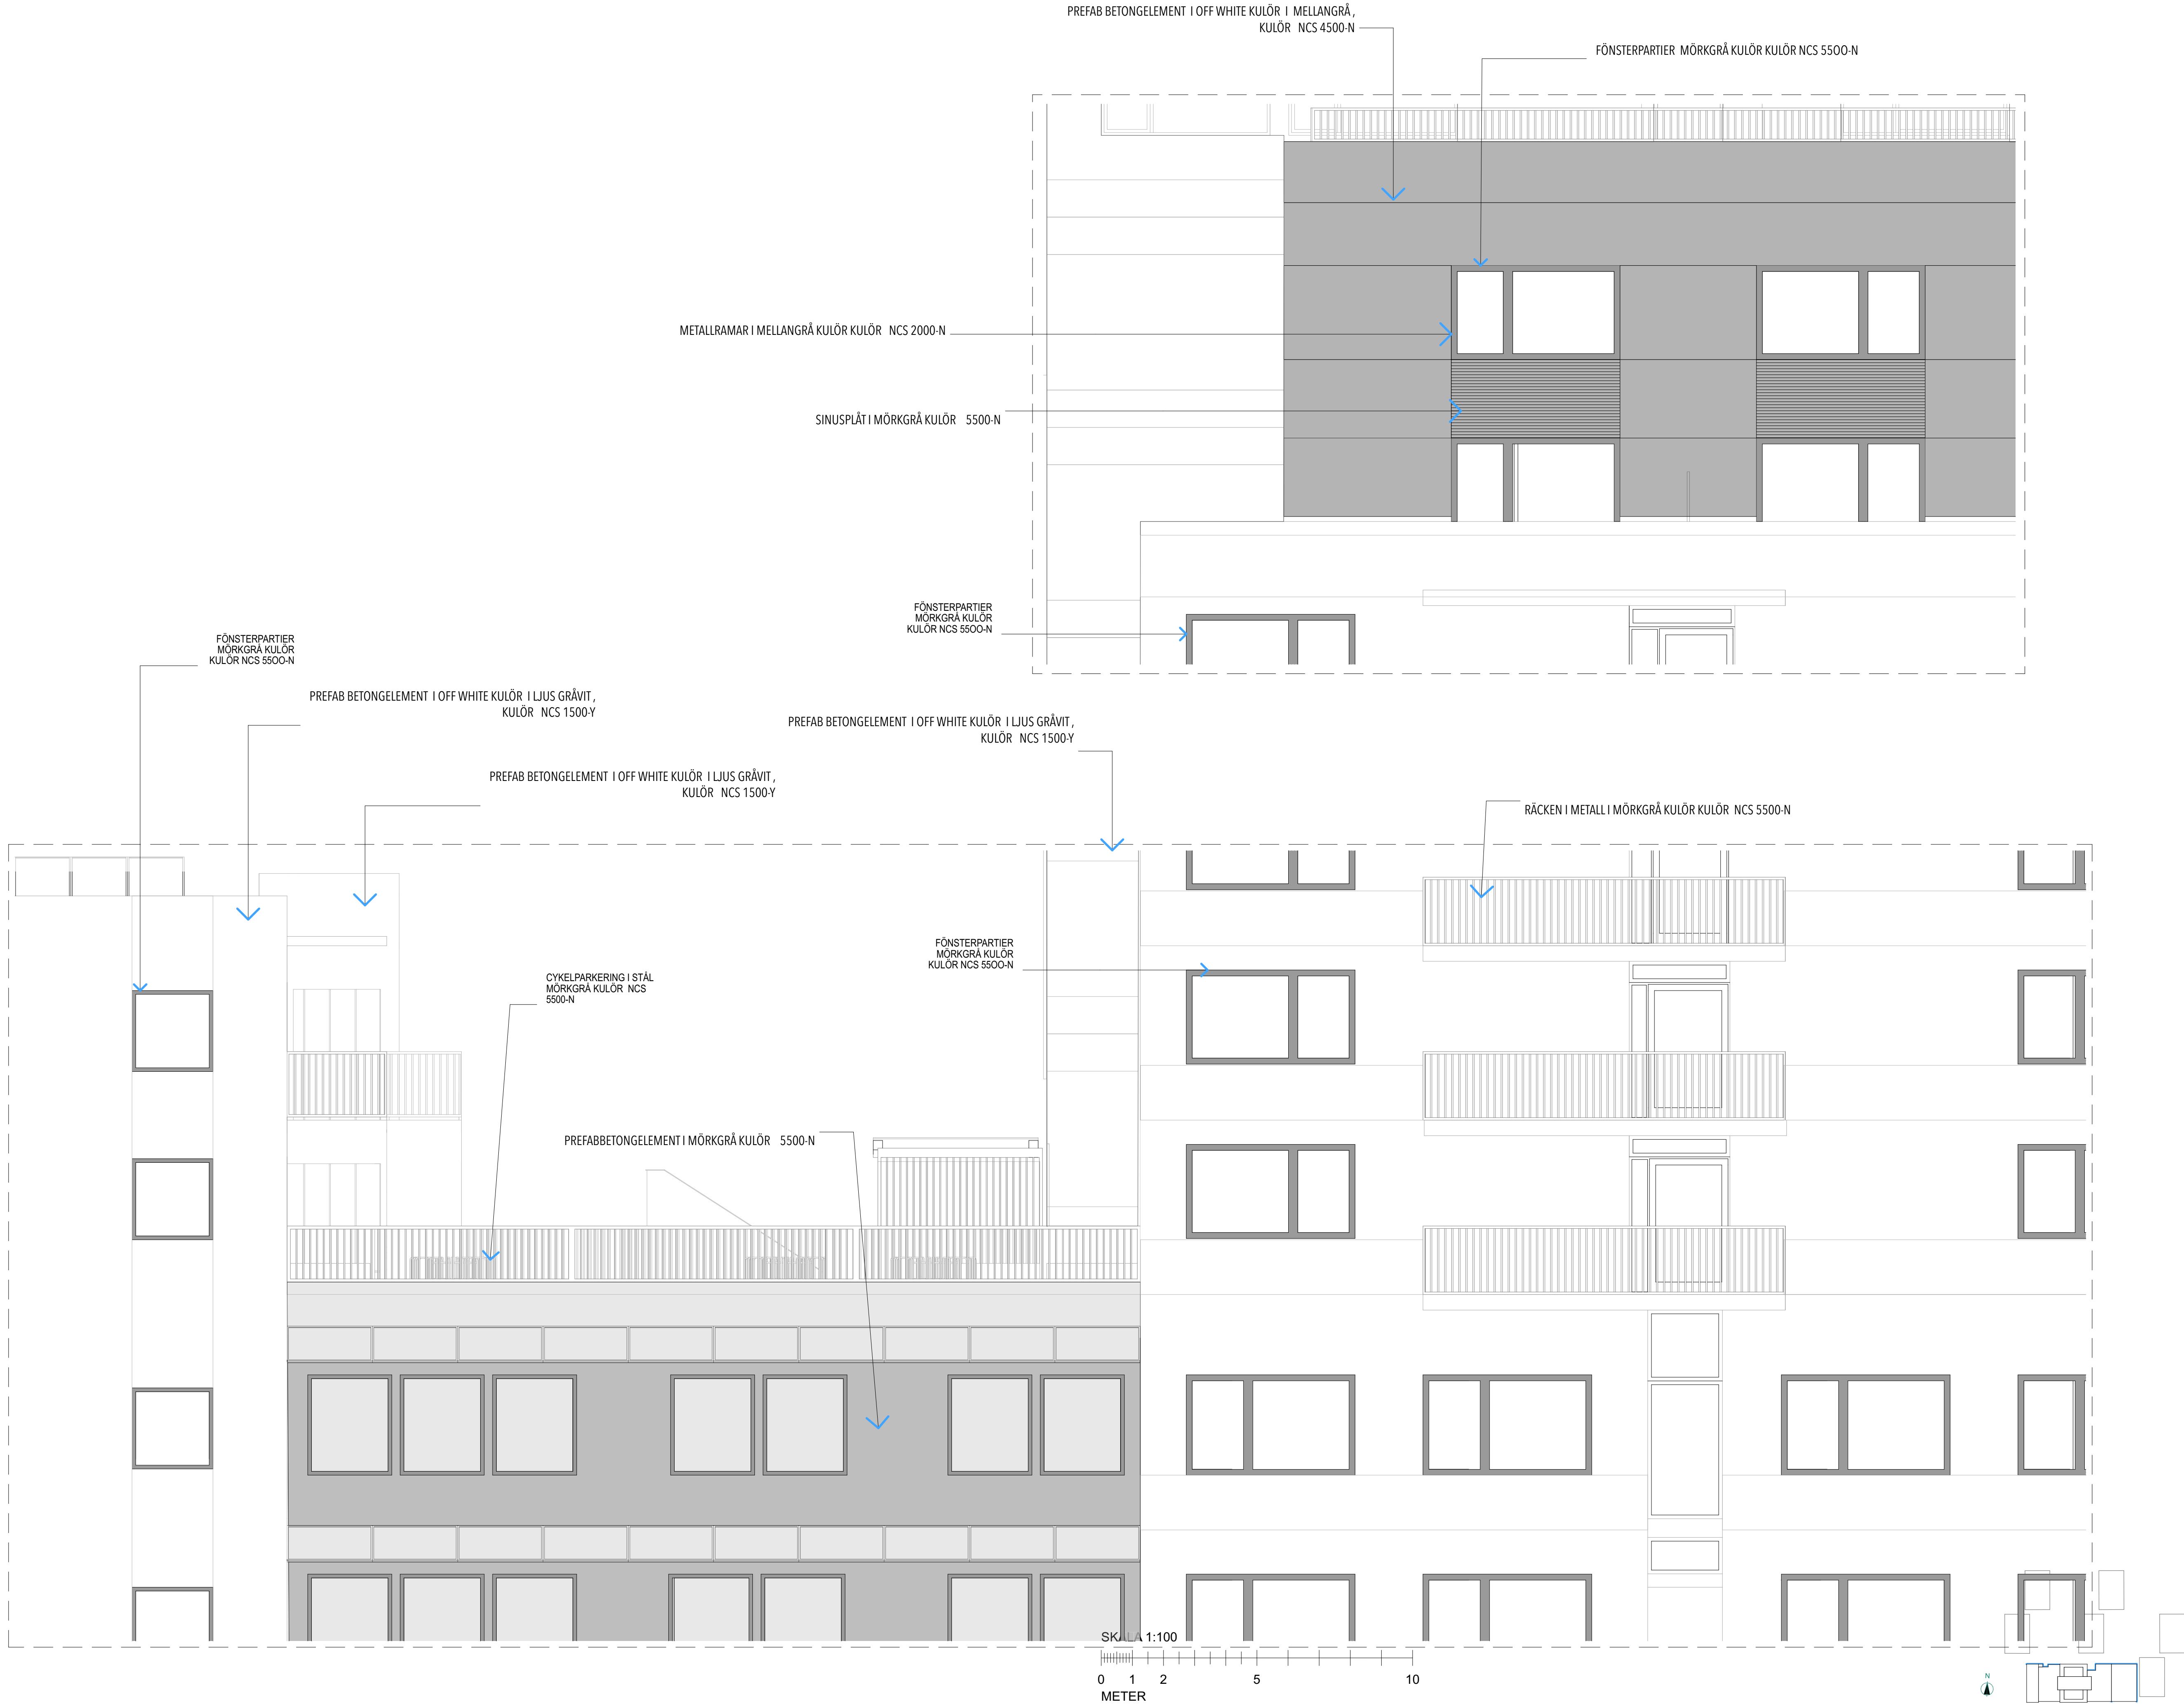 PREFAB BETONGELEMENT I OFF WHITE KULÖR I MELLANGRÅ,
KULÖR NCS 4500-N
FÖNSTERPARTIER MÖRKGRÅ KULÖR KULÖR NCS 55OO-N
METALLRAMAR I MELLANGRÅ KULÖR KULÖR NCS 2000-N
SINUSPLÅT I MÖRKGRÅ KULÖR 5500-N
FÖNSTERPARTIER
MÖRKGRÅ KULÖR
KULÖR NCS 55OO-N
FÖNSTERPARTIER
MÖRKGRÅ KULÖR
KULÖR NCS 55OO-N
PREFAB BETONGELEMENT I OFF WHITE KULÖR I LJUS GRÅVIT,
KULÖR NCS 1500-Y
PREFAB BETONGELEMENT I OFF WHITE KULÖR I LJUS GRÅVIT,
KULÖR NCS 1500-Y
PREFAB BETONGELEMENT I OFF WHITE KULÖR I LJUS GRÅVIT,
KULÖR NCS 1500-Y
RÄCKEN I METALL I MÖRKGRÅ KULÖR KULÖR NCS 5500-N
FÖNSTERPARTIER
MÖRKGRÅ KULÖR
KULÖR NCS 55OO-N
CYKELPARKERING I STÅL
MÖRKGRÅ KULÖR NCS
5500-N
PREFABBETONGELEMENT I MÖRKGRÅ KULÖR 5500-N
SKALA 1:100
0 1 2 5 10
METER
N